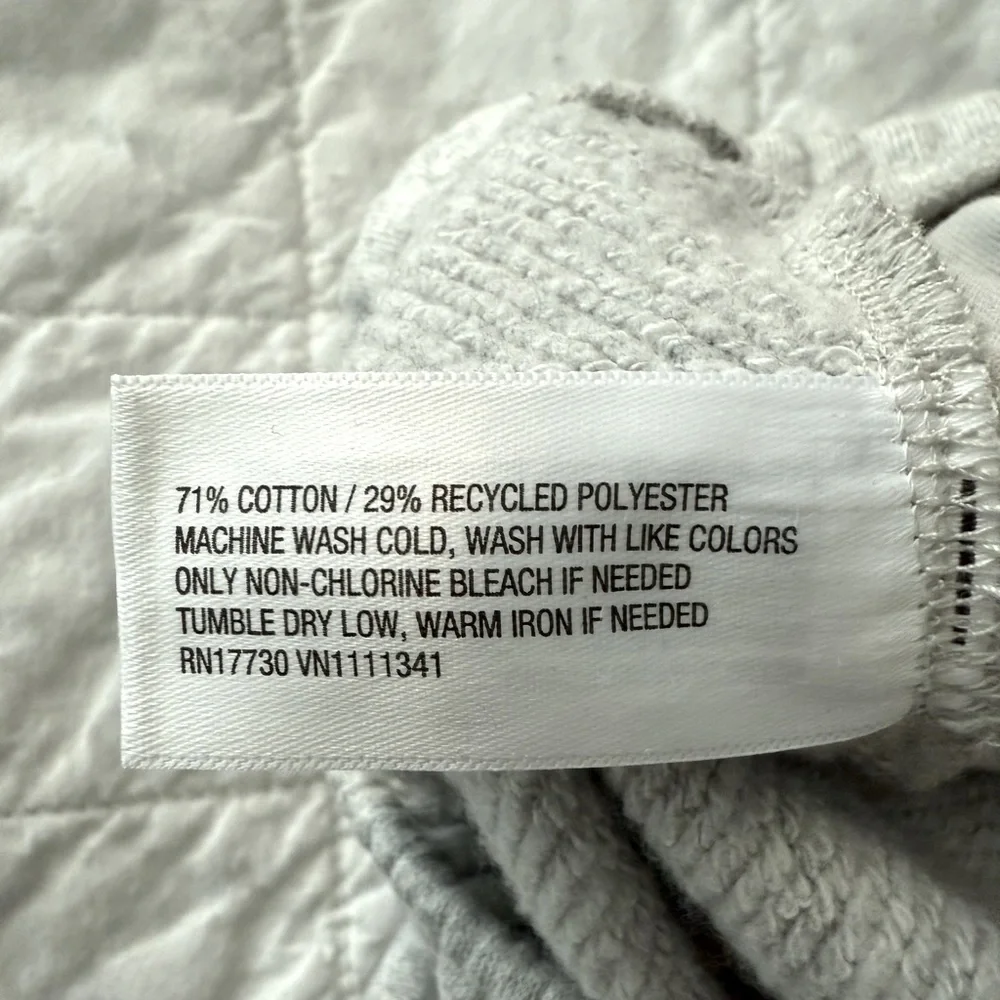 71% COTTON / 29% RECYCLED POLYESTER
MACHINE WASH COLD, WASH WITH LIKE COLORS
ONLY NON-CHLORINE BLEACH IF NEEDED
TUMBLE DRY LOW, WARM IRON IF NEEDED
RN17730 VN1111341